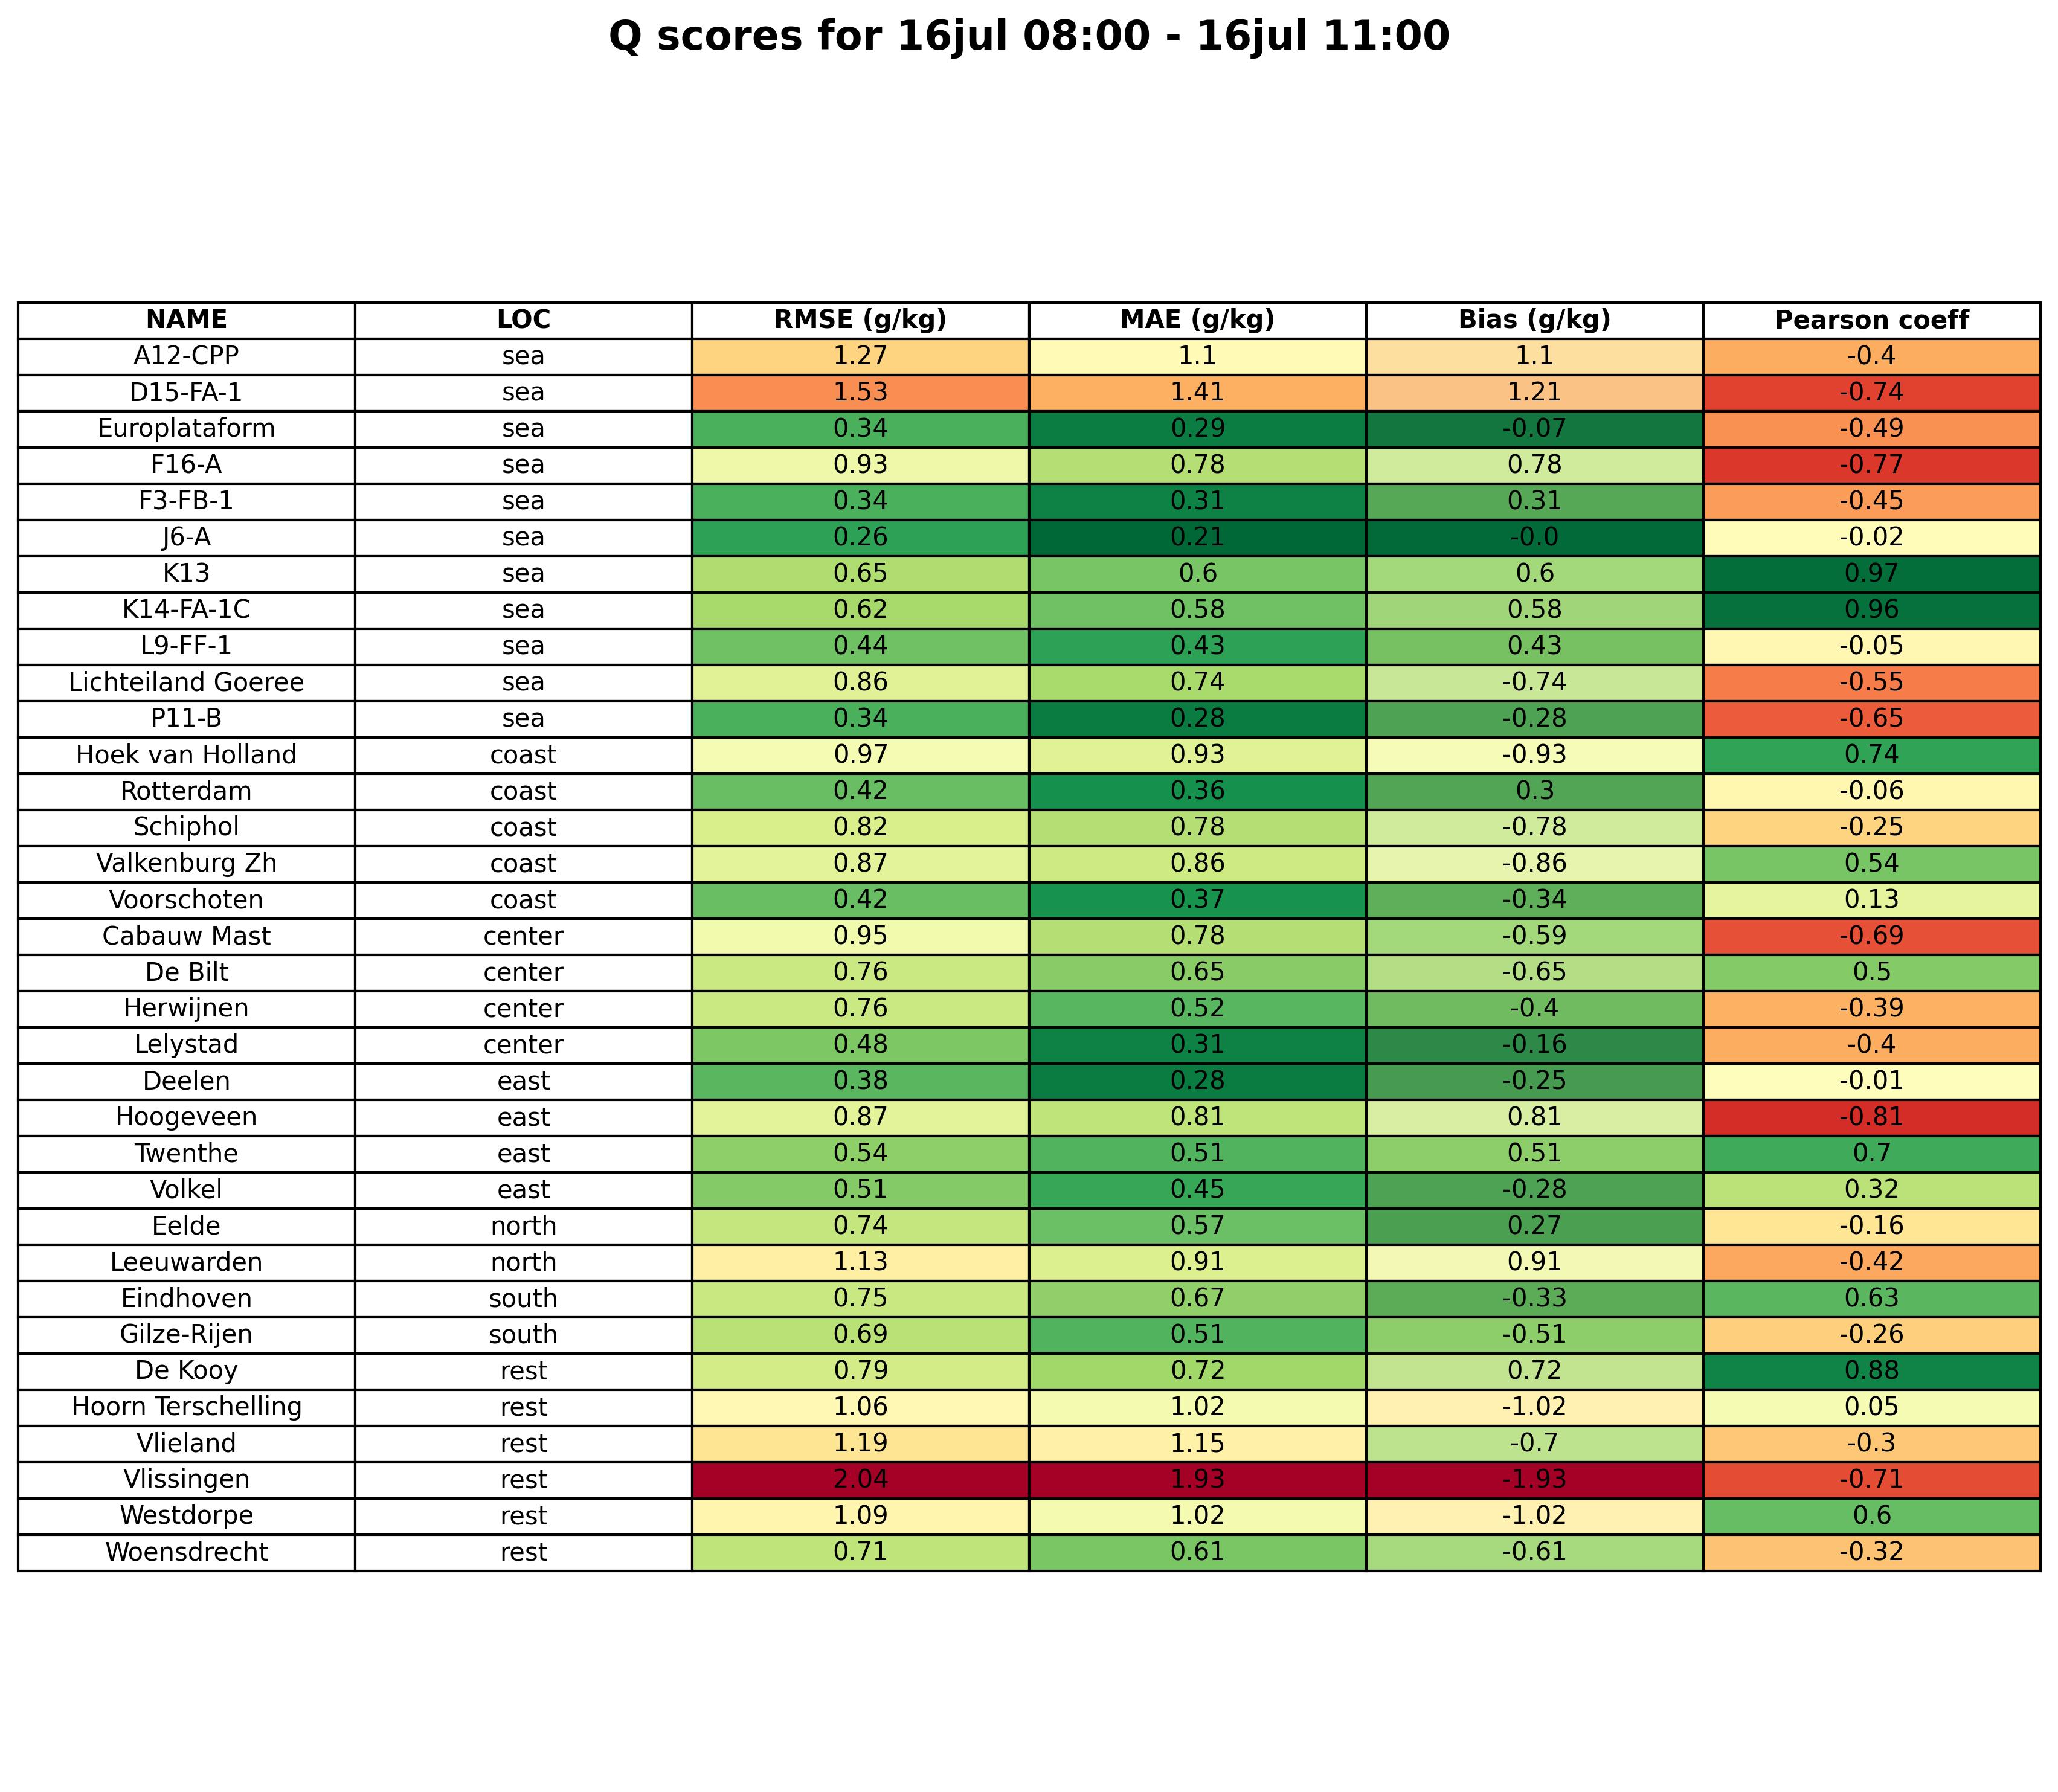 Q scores for 16jul 08:00 - 16jul 11:00
NAME LOC RMSE (g/kg) MAE (g/kg) Bias (g/kg) Pearson coeff
A12-CPP sea 1.27 1.1 1.1 -0.4
D15-FA-1 sea 1.53 1.41 1.21 -0.74
Europlataform sea 0.34 0.29 -0.07 -0.49
F16-A sea 0.93 0.78 0.78 -0.77
F3-FB-1 sea 0.34 0.31 0.31 -0.45
J6-A sea 0.26 0.21 -0.0 -0.02
K13 sea 0.65 0.6 0.6 0.97
K14-FA-1C sea 0.62 0.58 0.58 0.96
L9-FF-1 sea 0.44 0.43 0.43 -0.05
Lichteiland Goeree sea 0.86 0.74 -0.74 -0.55
P11-B sea 0.34 0.28 -0.28 -0.65
Hoek van Holland coast 0.97 0.93 -0.93 0.74
Rotterdam coast 0.42 0.36 0.3 -0.06
Schiphol coast 0.82 0.78 -0.78 -0.25
Valkenburg Zh coast 0.87 0.86 -0.86 0.54
Voorschoten coast 0.42 0.37 -0.34 0.13
Cabauw Mast center 0.95 0.78 -0.59 -0.69
De Bilt center 0.76 0.65 -0.65 0.5
Herwijnen center 0.76 0.52 -0.4 -0.39
Lelystad center 0.48 0.31 -0.16 -0.4
Deelen east 0.38 0.28 -0.25 -0.01
Hoogeveen east 0.87 0.81 0.81 -0.81
Twenthe east 0.54 0.51 0.51 0.7
Volkel east 0.51 0.45 -0.28 0.32
Eelde north 0.74 0.57 0.27 -0.16
Leeuwarden north 1.13 0.91 0.91 -0.42
Eindhoven south 0.75 0.67 -0.33 0.63
Gilze-Rijen south 0.69 0.51 -0.51 -0.26
De Kooy rest 0.79 0.72 0.72 0.88
Hoorn Terschelling rest 1.06 1.02 -1.02 0.05
Vlieland rest 1.19 1.15 -0.7 -0.3
Vlissingen rest 2.04 1.93 -1.93 -0.71
Westdorpe rest 1.09 1.02 -1.02 0.6
Woensdrecht rest 0.71 0.61 -0.61 -0.32